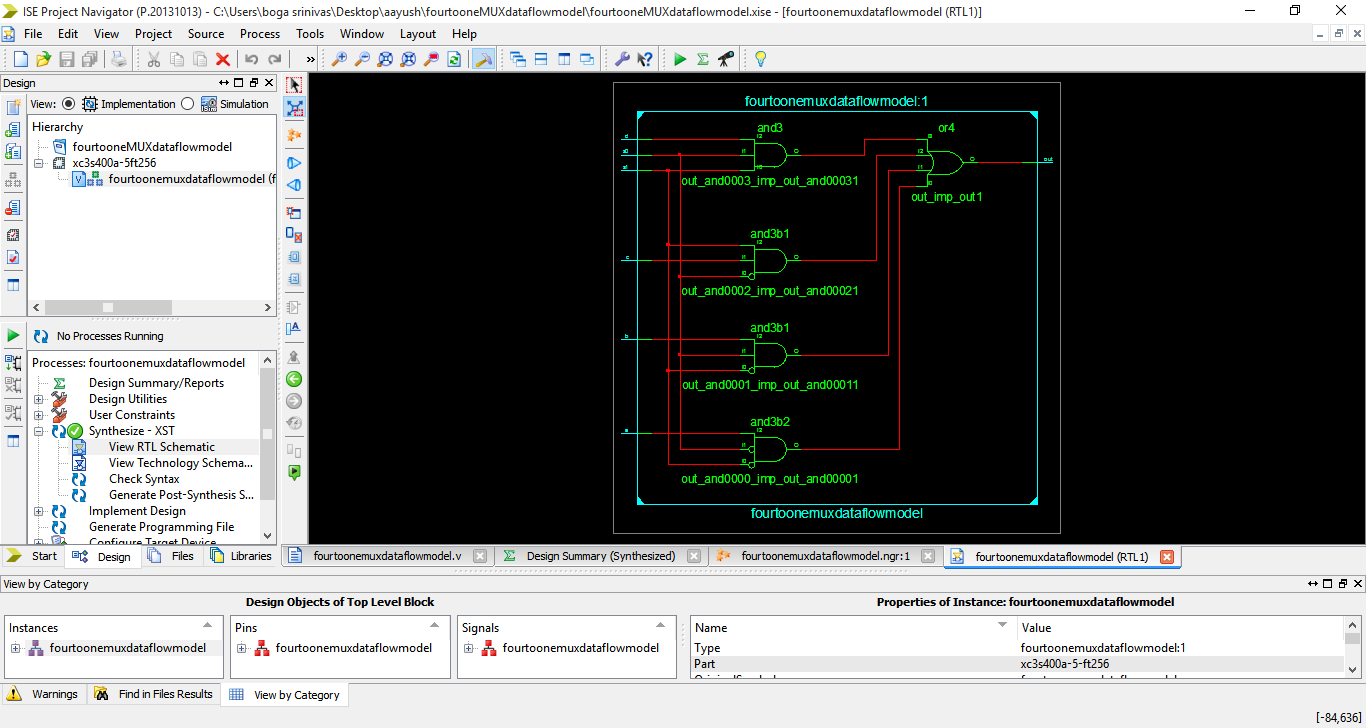 ISE Project Navigator (P.20131013) - C:\Users\boga srinivas\Desktop\aayush\fourtooneMUXdataflowmodel\fourtooneMUXdataflowmodel.xise - [fourtoonemuxdataflowmodel (RTL1)]
File Edit View Project Source Process Tools Window Layout Help
Design
View: Implementation Simulation
Hierarchy
fourtooneMUXdataflowmodel
xc3s400a-5ft256
fourtoonemuxdataflowmodel (f
No Processes Running
Processes: fourtoonemuxdataflowmodel
Design Summary/Reports
Design Utilities
User Constraints
Synthesize - XST
View RTL Schematic
View Technology Schema...
Check Syntax
Generate Post-Synthesis S...
Implement Design
Generate Programming File
Configure Target Device
Start Design Files Libraries
fourtoonemuxdataflowmodel:1
and3
or4
out_and0003_imp_out_and00031
out_imp_out1
and3b1
out_and0002_imp_out_and00021
and3b1
out_and0001_imp_out_and00011
and3b2
out_and0000_imp_out_and00001
fourtoonemuxdataflowmodel
fourtoonemuxdataflowmodel.v Design Summary (Synthesized) fourtoonemuxdataflowmodel.ngr:1 fourtoonemuxdataflowmodel (RTL1)
View by Category
Design Objects of Top Level Block
Properties of Instance: fourtoonemuxdataflowmodel
Instances Pins Signals Name Value
fourtoonemuxdataflowmodel fourtoonemuxdataflowmodel fourtoonemuxdataflowmodel
Type fourtoonemuxdataflowmodel:1
Part xc3s400a-5-ft256
Warnings Find in Files Results View by Category
[-84,636]